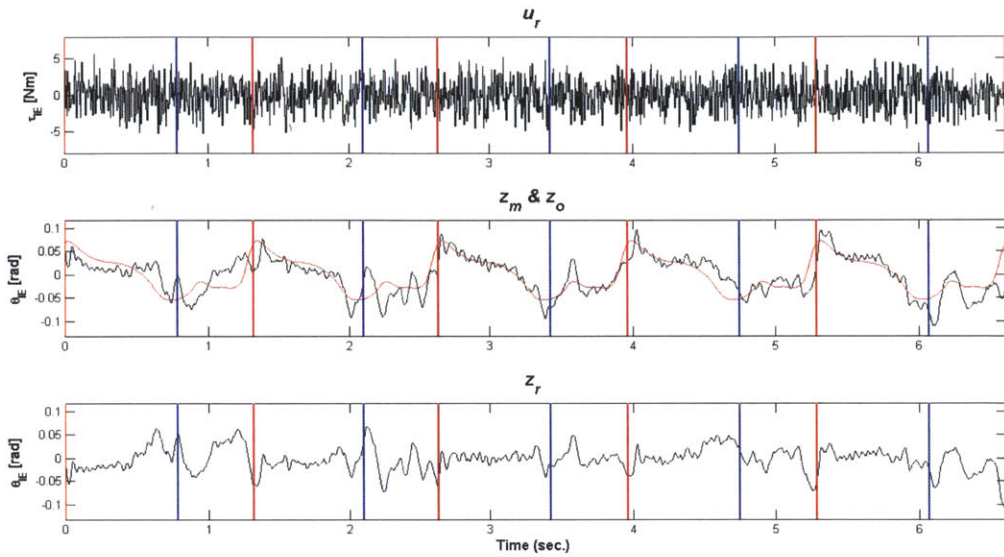 u_r
τ_IE [Nm]
5
0
-5
0 1 2 3 4 5 6
z_m & z_o
θ_IE [rad]
0.1
0.05
0
-0.05
-0.1
0 1 2 3 4 5 6
z_r
θ_IE [rad]
0.1
0.05
0
-0.05
-0.1
0 1 2 3 4 5 6
Time (sec.)